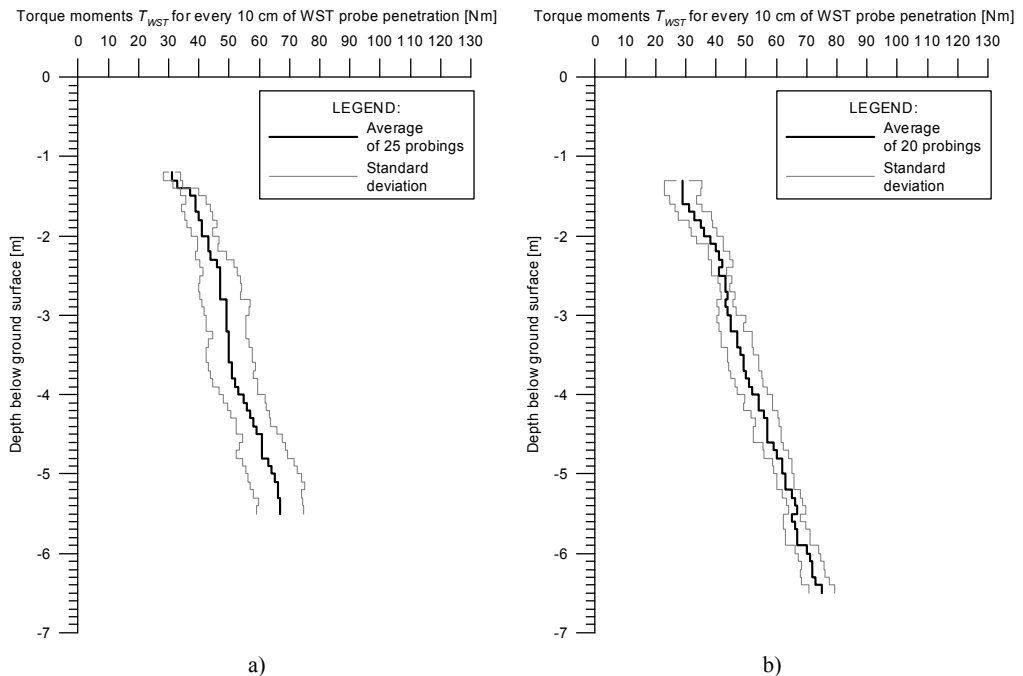 Torque moments T_WST for every 10 cm of WST probe penetration [Nm]
0 10 20 30 40 50 60 70 80 90 100 110 120 130
0
-1
-2
-3
-4
-5
-6
-7
Depth below ground surface [m]
LEGEND:
Average
of 25 probings
Standard
deviation
a)
Torque moments T_WST for every 10 cm of WST probe penetration [Nm]
0 10 20 30 40 50 60 70 80 90 100 110 120 130
0
-1
-2
-3
-4
-5
-6
-7
Depth below ground surface [m]
LEGEND:
Average
of 20 probings
Standard
deviation
b)